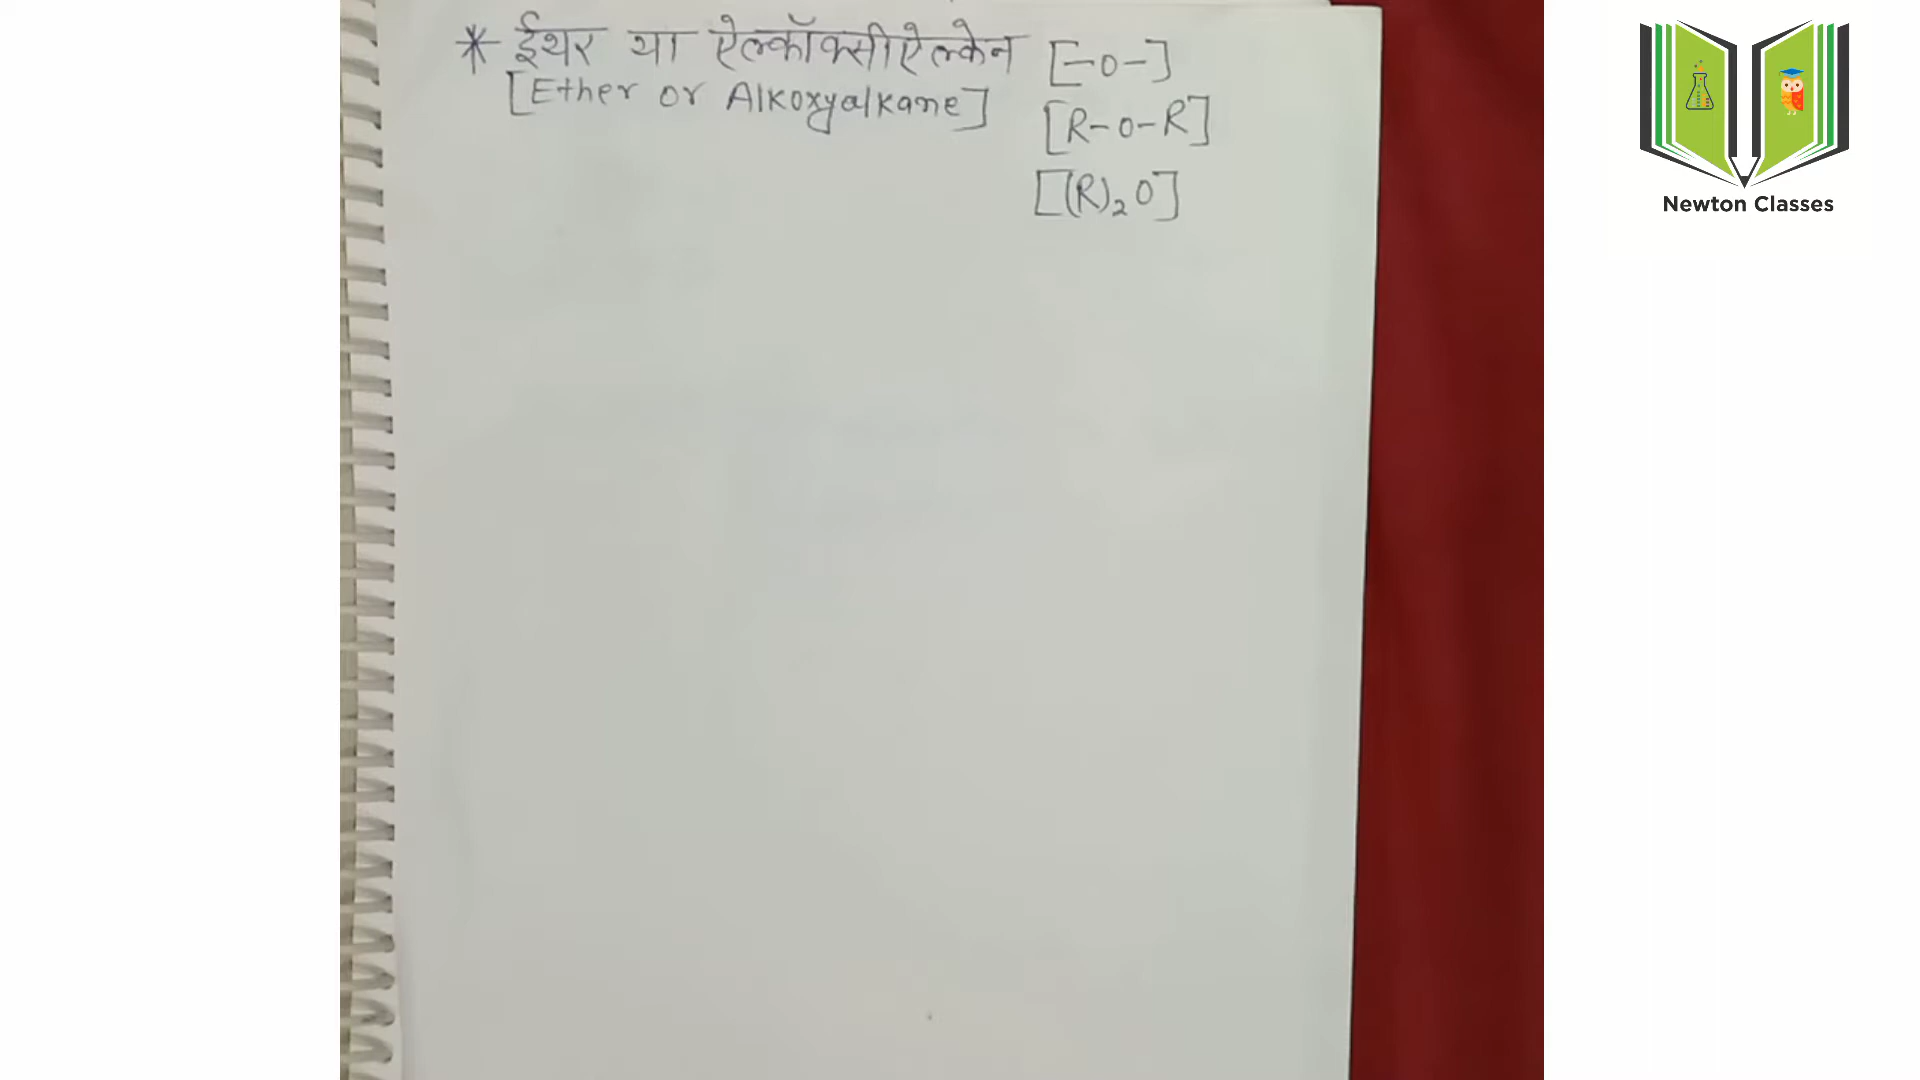 * ईथर या ऐल्कॉक्सीऐल्केन [-O-]
[Ether or Alkoxyalkane]
[R-O-R]
[(R)₂O]
Newton Classes